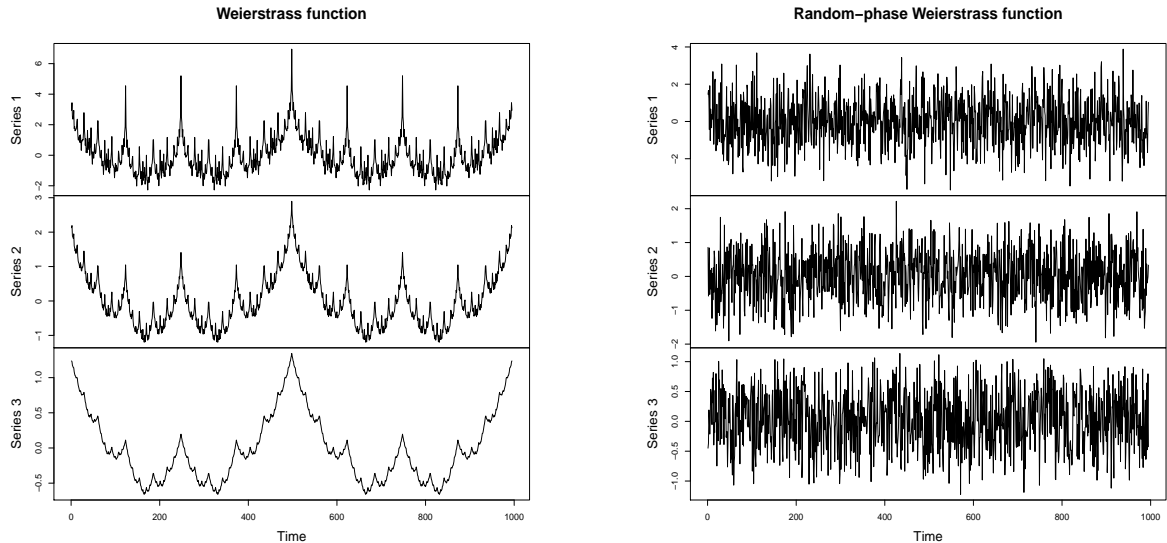 Weierstrass function
Series 1
−2 0 2 4 6
Series 2
−1 0 1 2 3
Series 3
−0.5 0.0 0.5 1.0
0 200 400 600 800 1000
Time
Random−phase Weierstrass function
Series 1
−2 0 2 4
Series 2
−2 −1 0 1 2
Series 3
−1.0 −0.5 0.0 0.5 1.0
0 200 400 600 800 1000
Time